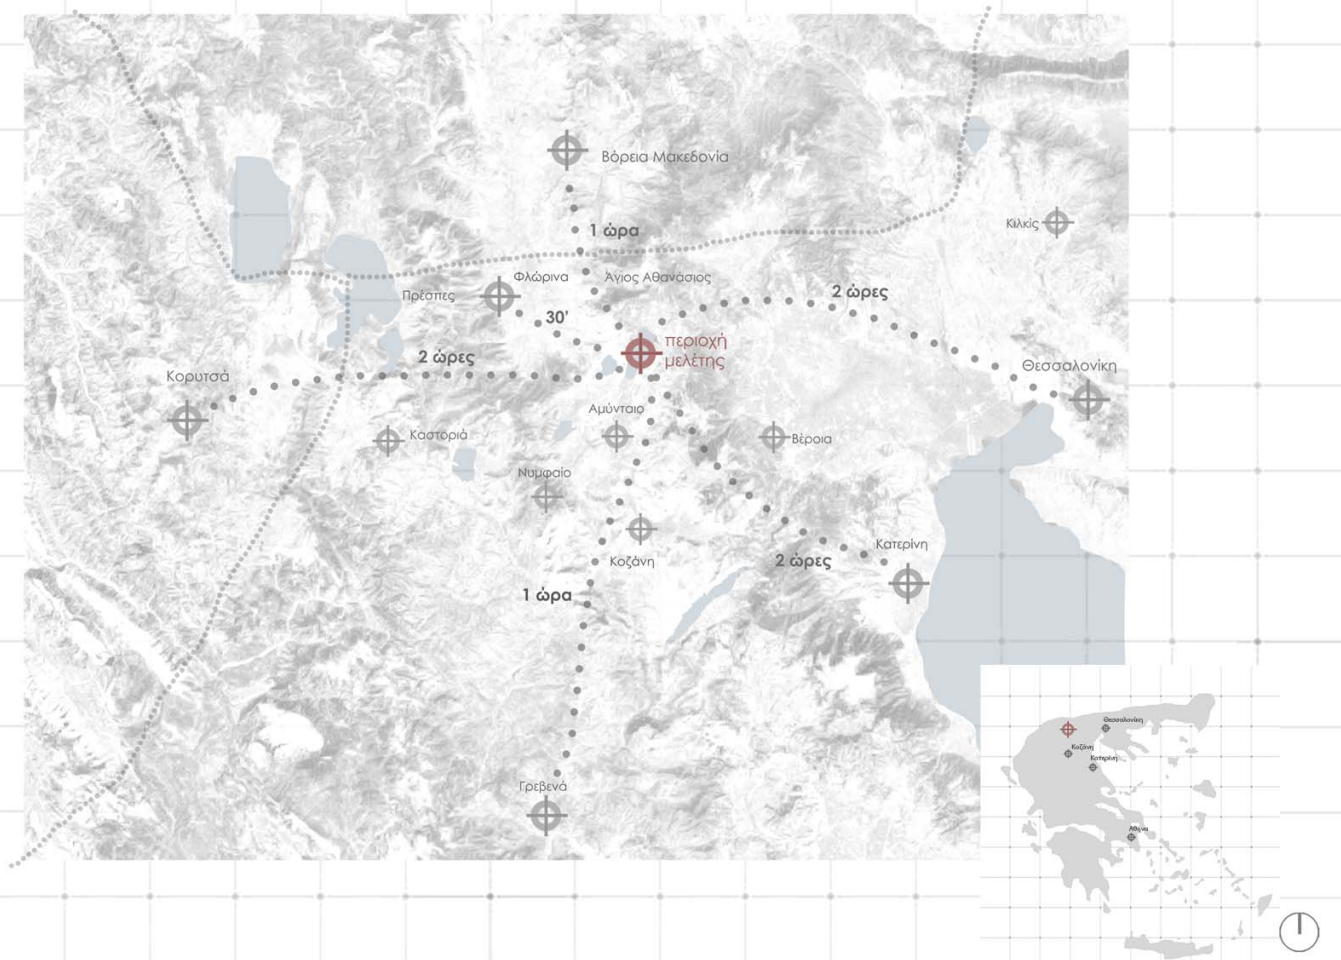 Βόρεια Μακεδονία
Κιλκίς
1 ώρα
Φλώρινα
Άγιος Αθανάσιος
Πρέσπες
2 ώρες
30'
περιοχή
μελέτης
2 ώρες
Κορυτσά
Θεσσαλονίκη
Αμύνταιο
Καστοριά
Βέροια
Νυμφαίο
Κατερίνη
Κοζάνη
2 ώρες
1 ώρα
Γρεβενά
Θεσσαλονίκη
Κοζάνη
Κατερίνη
Αθήνα